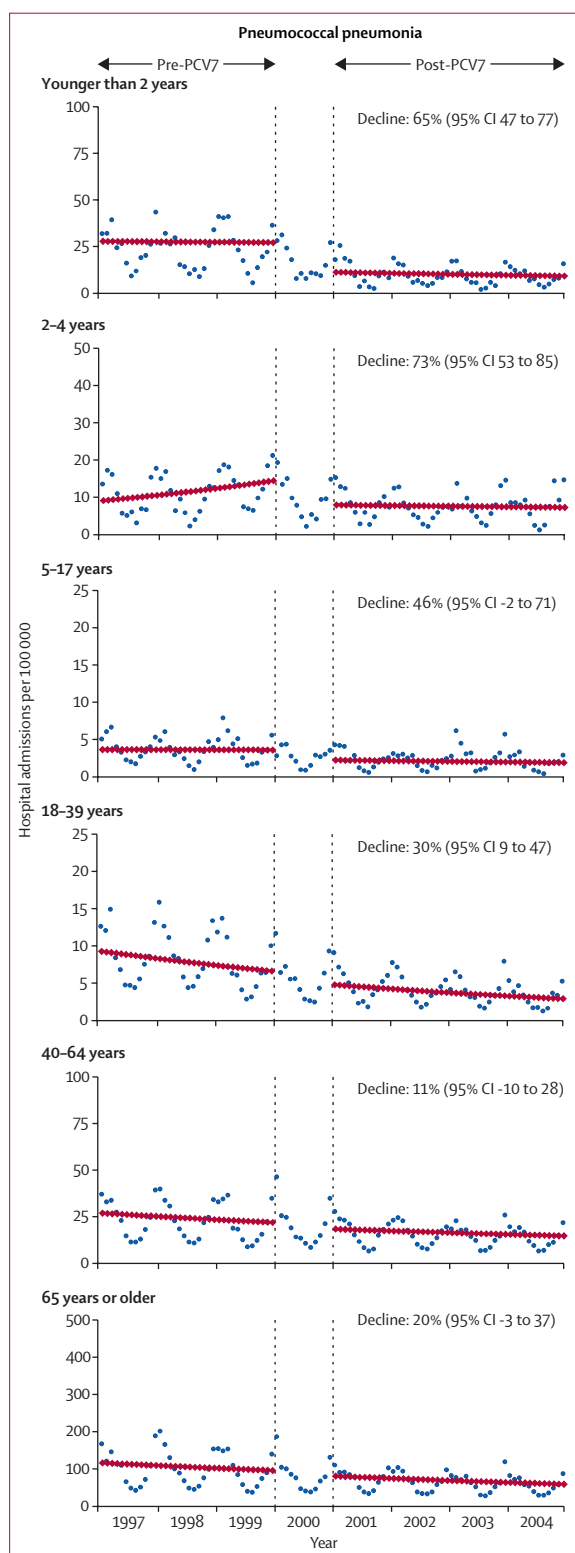 Pneumococcal pneumonia
Pre-PCV7
Post-PCV7
Younger than 2 years
Decline: 65% (95% CI 47 to 77)
100
75
50
25
0
2–4 years
Decline: 73% (95% CI 53 to 85)
50
40
30
20
10
0
5–17 years
Decline: 46% (95% CI -2 to 71)
25
20
15
10
5
0
Hospital admissions per 100 000
18–39 years
Decline: 30% (95% CI 9 to 47)
25
20
15
10
5
0
40–64 years
Decline: 11% (95% CI -10 to 28)
100
75
50
25
0
65 years or older
Decline: 20% (95% CI -3 to 37)
500
400
300
200
100
0
1997 1998 1999 2000 2001 2002 2003 2004
Year